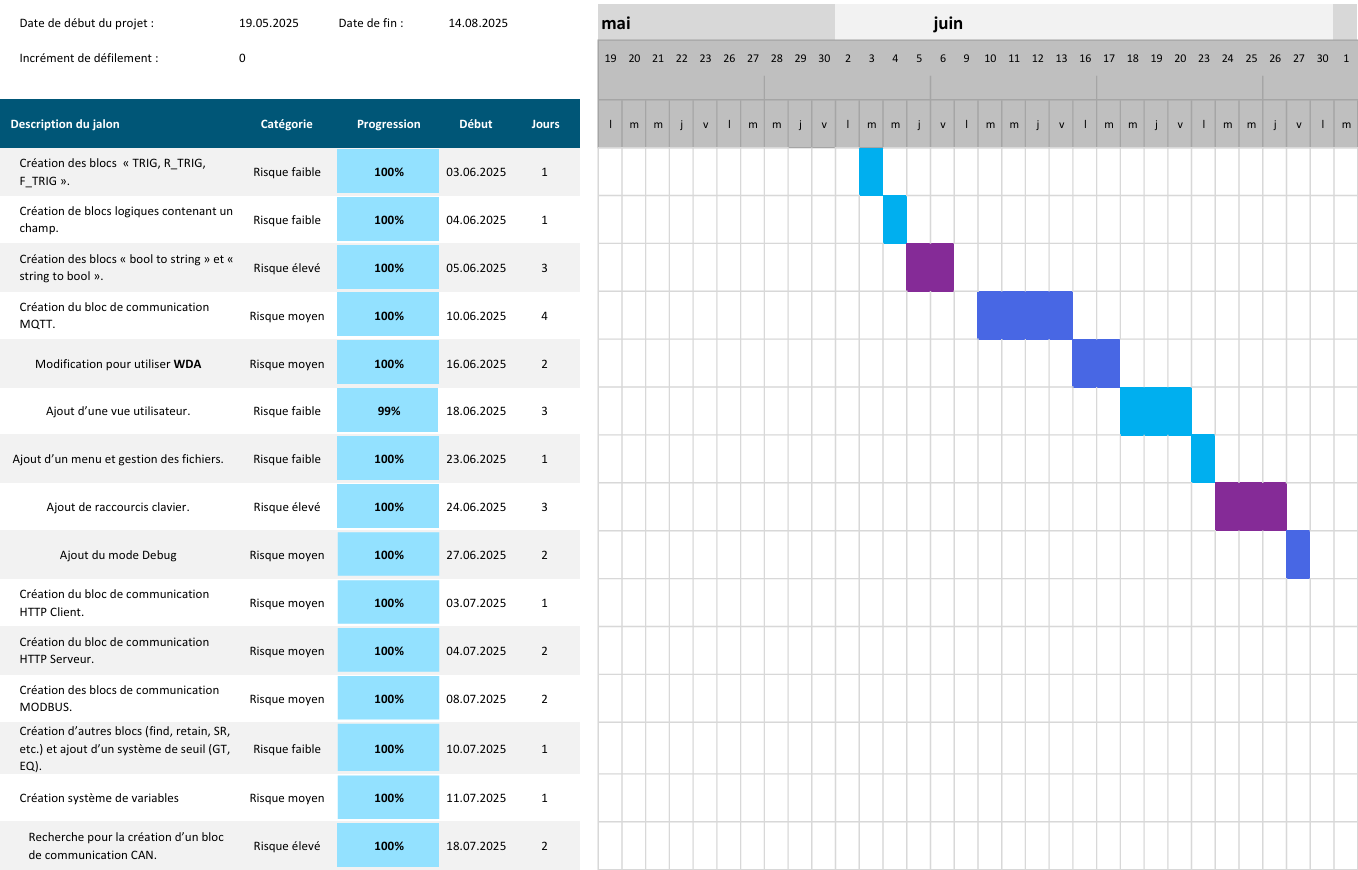 Date de début du projet : 19.05.2025 Date de fin : 14.08.2025
Incrément de défilement : 0
mai juin
19 20 21 22 23 26 27 28 29 30 2 3 4 5 6 9 10 11 12 13 16 17 18 19 20 23 24 25 26 27 30 1
Description du jalon Catégorie Progression Début Jours
l m m j v l m m j v l m m j v l m m j v l m m j v l m m j v l m
Création des blocs « TRIG, R_TRIG,
F_TRIG ».
Risque faible 100% 03.06.2025 1
Création de blocs logiques contenant un
champ.
Risque faible 100% 04.06.2025 1
Création des blocs « bool to string » et «
string to bool ».
Risque élevé 100% 05.06.2025 3
Création du bloc de communication
MQTT.
Risque moyen 100% 10.06.2025 4
Modification pour utiliser WDA Risque moyen 100% 16.06.2025 2
Ajout d’une vue utilisateur. Risque faible 99% 18.06.2025 3
Ajout d’un menu et gestion des fichiers. Risque faible 100% 23.06.2025 1
Ajout de raccourcis clavier. Risque élevé 100% 24.06.2025 3
Ajout du mode Debug Risque moyen 100% 27.06.2025 2
Création du bloc de communication
HTTP Client.
Risque moyen 100% 03.07.2025 1
Création du bloc de communication
HTTP Serveur.
Risque moyen 100% 04.07.2025 2
Création des blocs de communication
MODBUS.
Risque moyen 100% 08.07.2025 2
Création d’autres blocs (find, retain, SR,
etc.) et ajout d’un système de seuil (GT,
EQ).
Risque faible 100% 10.07.2025 1
Création système de variables Risque moyen 100% 11.07.2025 1
Recherche pour la création d’un bloc
de communication CAN.
Risque élevé 100% 18.07.2025 2